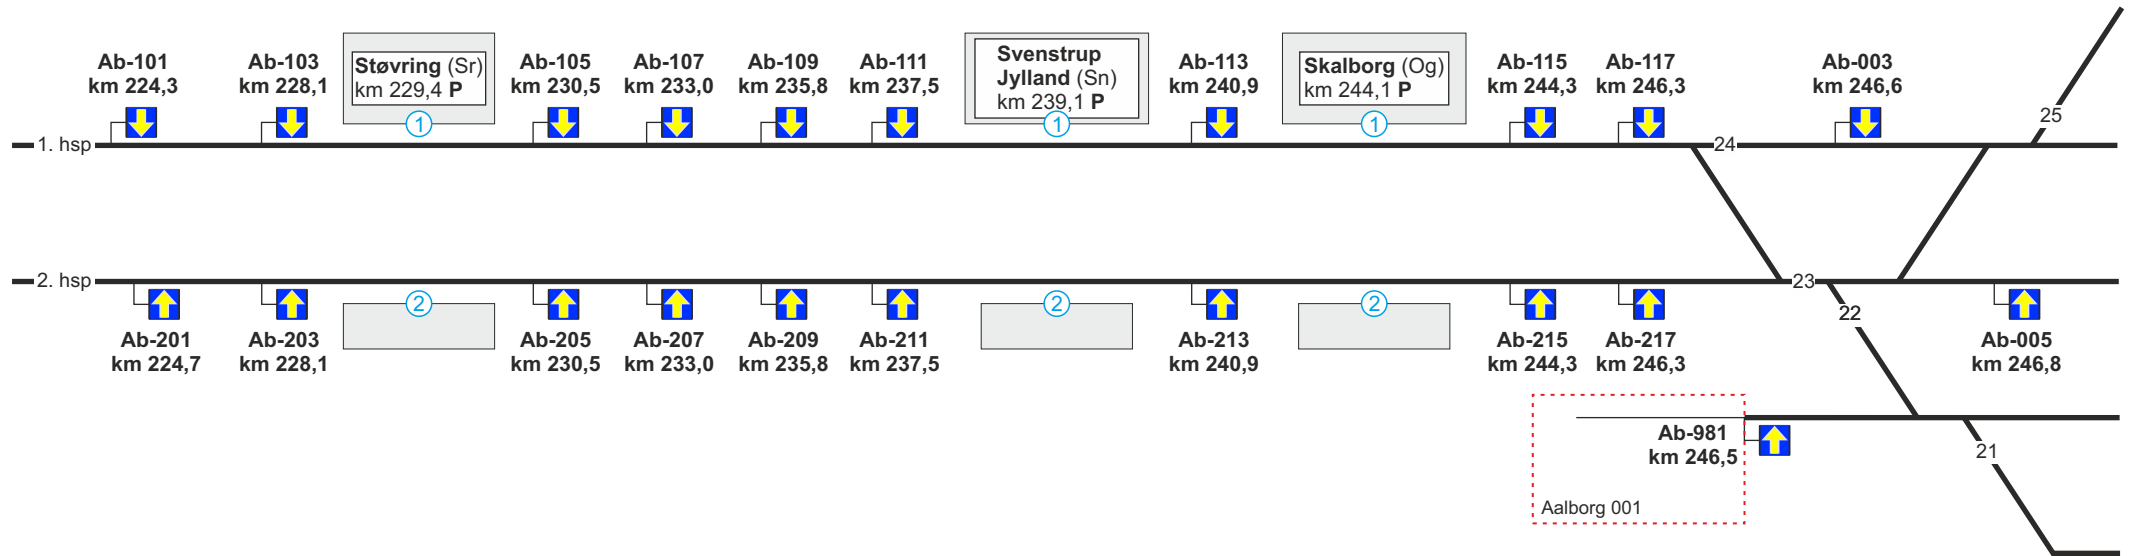 Ab-101
km 224,3
Ab-103
km 228,1
Støvring (Sr)
km 229,4 P
1
Ab-105
km 230,5
Ab-107
km 233,0
Ab-109
km 235,8
Ab-111
km 237,5
Svenstrup
Jylland (Sn)
km 239,1 P
1
Ab-113
km 240,9
Skalborg (Og)
km 244,1 P
1
Ab-115
km 244,3
Ab-117
km 246,3
Ab-003
km 246,6
25
1. hsp
24
2. hsp
23
2
2
2
22
Ab-201
km 224,7
Ab-203
km 228,1
Ab-205
km 230,5
Ab-207
km 233,0
Ab-209
km 235,8
Ab-211
km 237,5
Ab-213
km 240,9
Ab-215
km 244,3
Ab-217
km 246,3
Ab-005
km 246,8
Ab-981
km 246,5
21
Aalborg 001